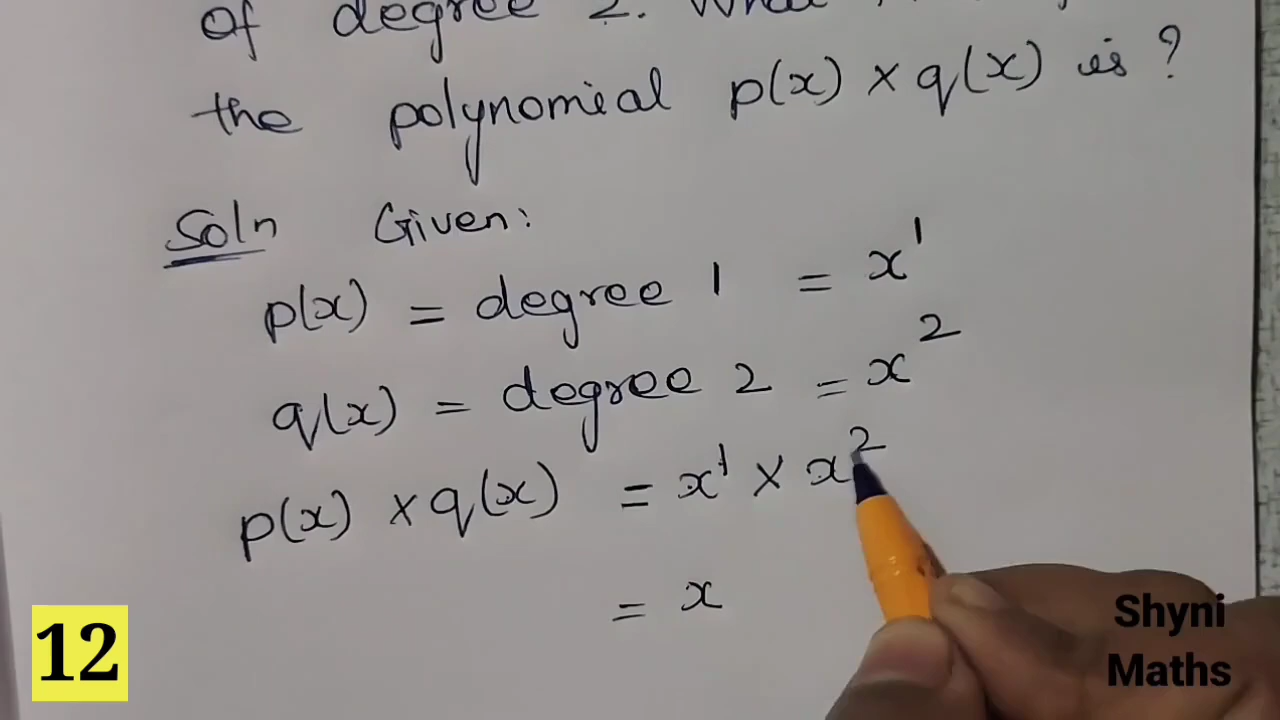 of degree 2. What
the polynomial p(x) × q(x) is ?
Soln Given:
p(x) = degree 1 = x¹
q(x) = degree 2 = x²
p(x) × q(x) = x¹ × x²
= x
12
Shyni
Maths